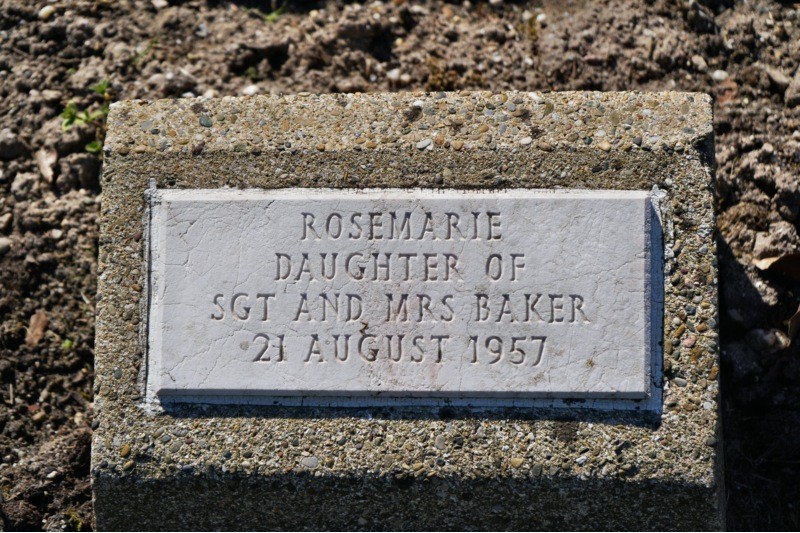 ROSEMARIE
DAUGHTER OF
SGT AND MRS BAKER
21 AUGUST 1957